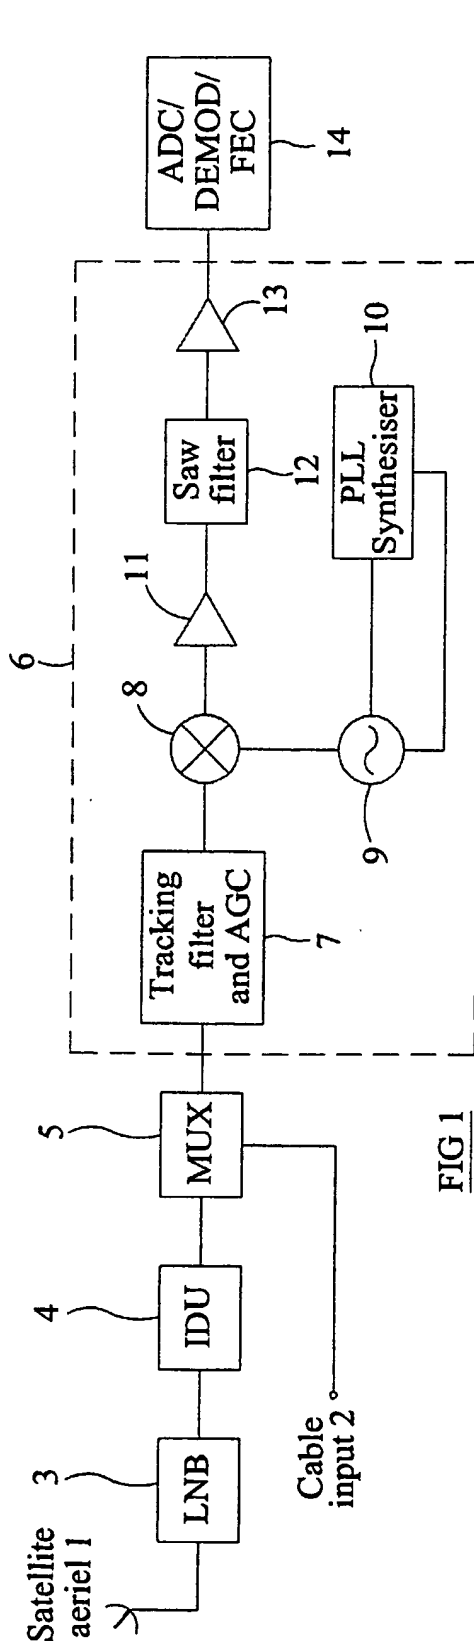 Satellite
aeriel 1
3
LNB
4
IDU
5
MUX
Cable
input 2
6
Tracking
filter
and AGC
7
8
9
PLL
Synthesiser
10
11
Saw
filter
12
13
ADC/
DEMOD/
FEC
14
FIG 1